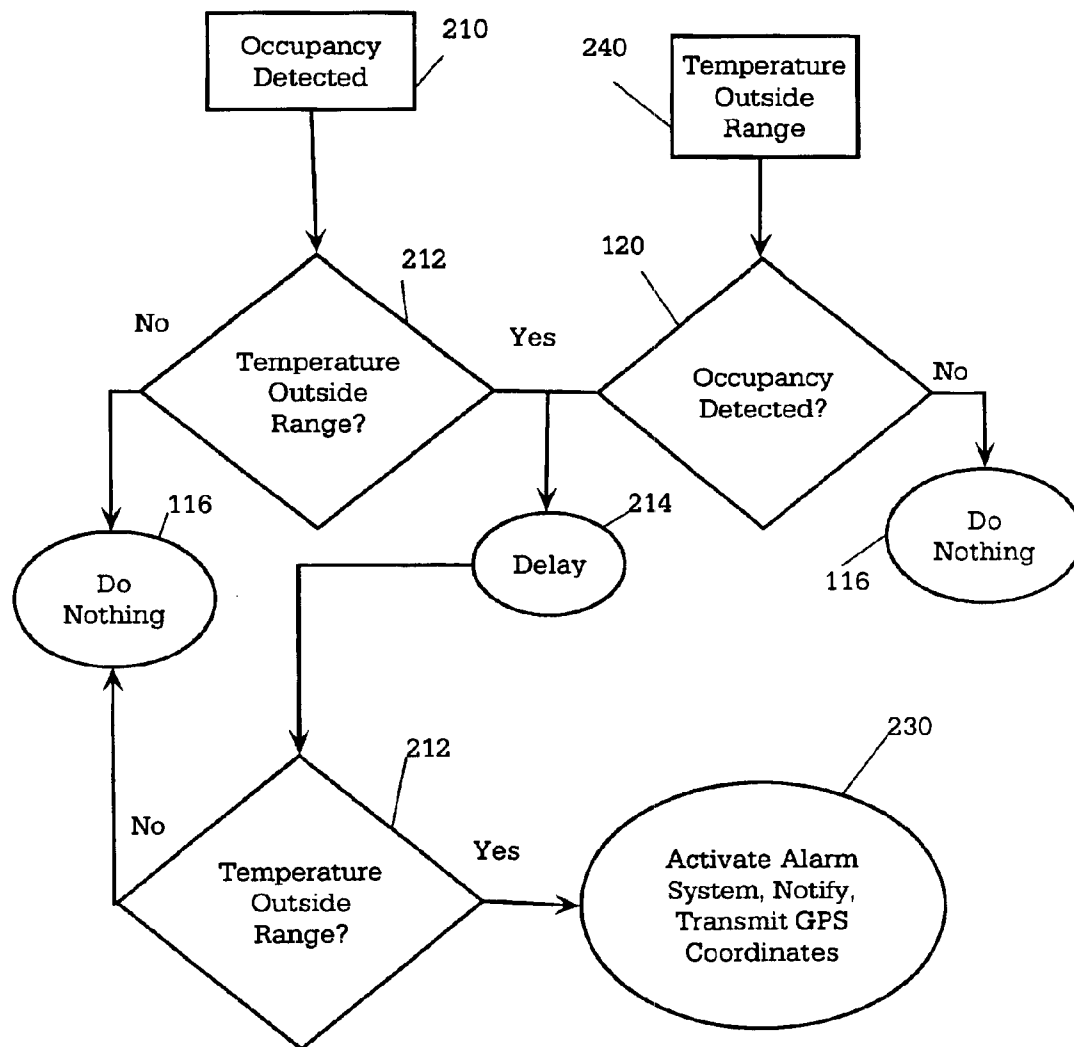 Occupancy
Detected
210
240
Temperature
Outside
Range
212
120
No
Yes
Temperature
Outside
Range?
Occupancy
Detected?
No
116
214
Do
Nothing
Delay
Do
Nothing
116
212
230
No
Yes
Temperature
Outside
Range?
Activate Alarm
System, Notify,
Transmit GPS
Coordinates